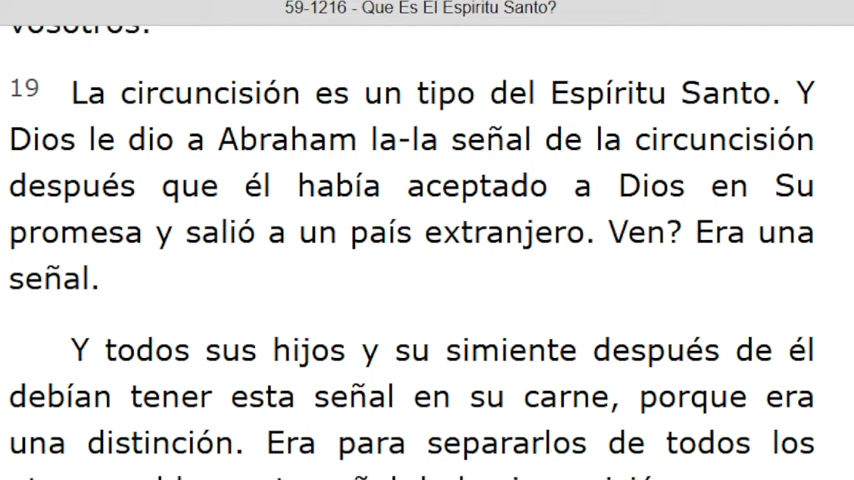 59-1216 - Que Es El Espiritu Santo?
vosotros.
19 La circuncisión es un tipo del Espíritu Santo. Y
Dios le dio a Abraham la-la señal de la circuncisión
después que él había aceptado a Dios en Su
promesa y salió a un país extranjero. Ven? Era una
señal.
Y todos sus hijos y su simiente después de él
debían tener esta señal en su carne, porque era
una distinción. Era para separarlos de todos los